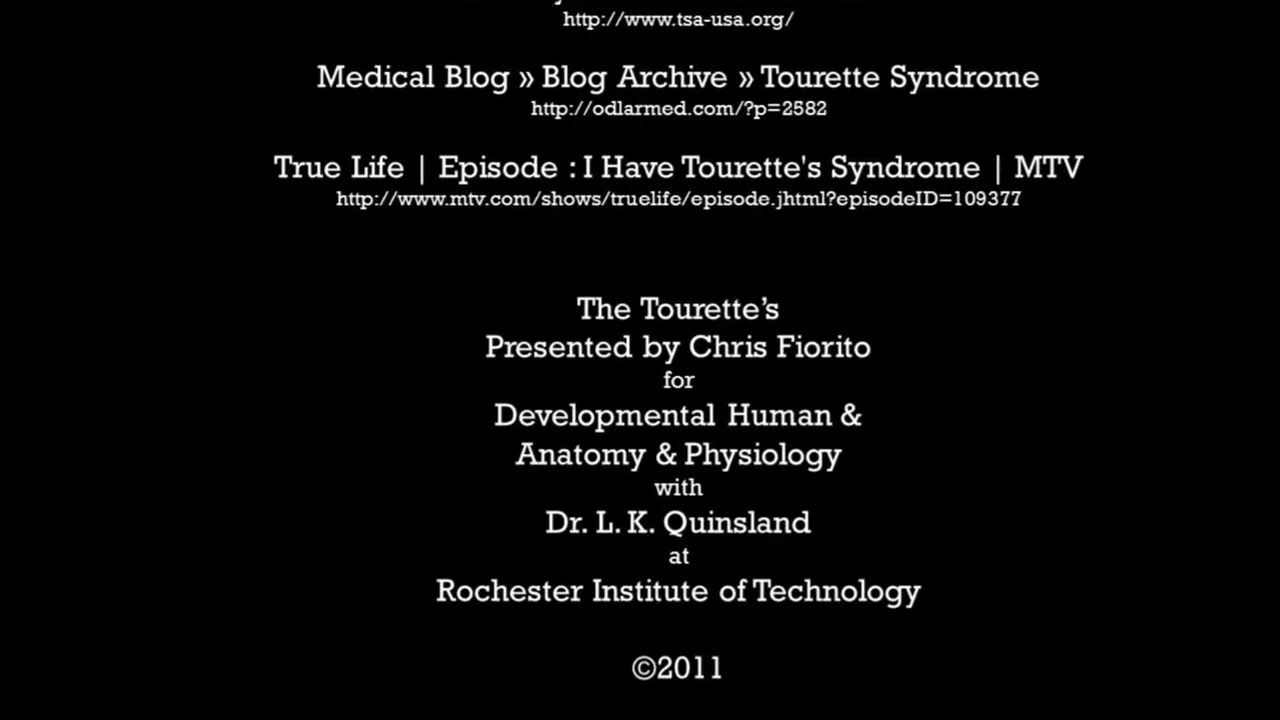 http://www.tsa-usa.org/
Medical Blog » Blog Archive » Tourette Syndrome
http://odlarmed.com/?p=2582
True Life | Episode : I Have Tourette's Syndrome | MTV
http://www.mtv.com/shows/truelife/episode.jhtml?episodeID=109377
The Tourette’s
Presented by Chris Fiorito
for
Developmental Human &
Anatomy & Physiology
with
Dr. L. K. Quinsland
at
Rochester Institute of Technology
©2011